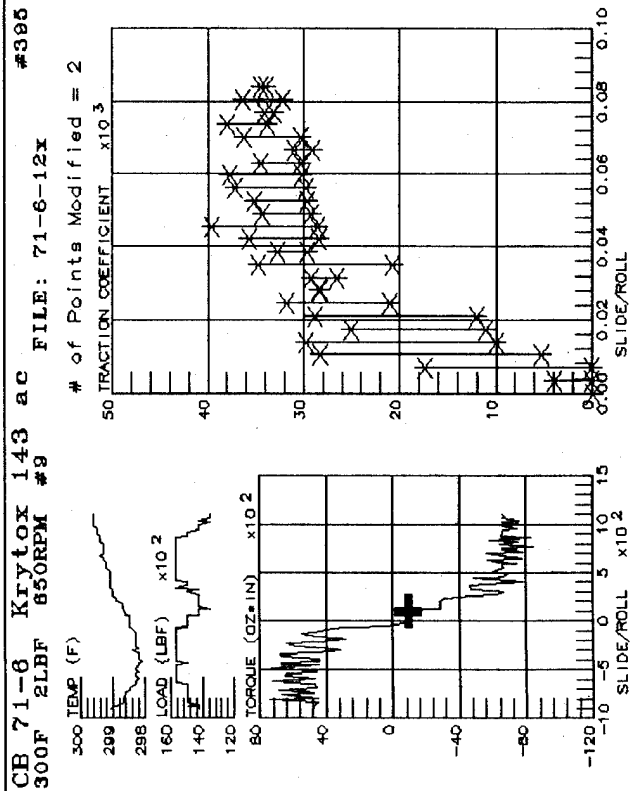 CB 71-6 Krytox 143 ac FILE: 71-6-12x #395
300F 2LBF 650RPM #9
# of Points Modified = 2
TEMP (F)
300
299
298
LOAD (LBF) x10 2
160
140
120
TORQUE (OZ*IN) x10 2
80
40
0
-40
-80
-120
-10 -5 0 5 10 15
SLIDE/ROLL x10 2
TRACTION COEFFICIENT x10 3
50
40
30
20
10
0
0.00 0.02 0.04 0.06 0.08 0.10
SLIDE/ROLL